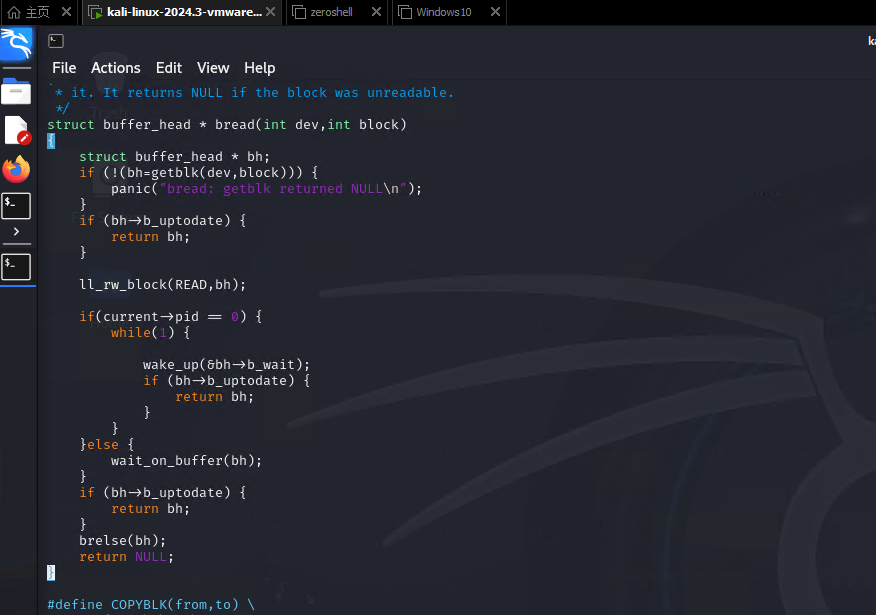 主页
kali-linux-2024.3-vmware...
zeroshell
Windows10
File Actions Edit View Help
* it. It returns NULL if the block was unreadable.
*/
struct buffer_head * bread(int dev,int block)
{
struct buffer_head * bh;
if (!(bh=getblk(dev,block))) {
panic("bread: getblk returned NULL\n");
}
if (bh->b_uptodate) {
return bh;
}
ll_rw_block(READ,bh);
if(current->pid == 0) {
while(1) {
wake_up(&bh->b_wait);
if (bh->b_uptodate) {
return bh;
}
}
}else {
wait_on_buffer(bh);
}
if (bh->b_uptodate) {
return bh;
}
brelse(bh);
return NULL;
}
#define COPYBLK(from,to) \